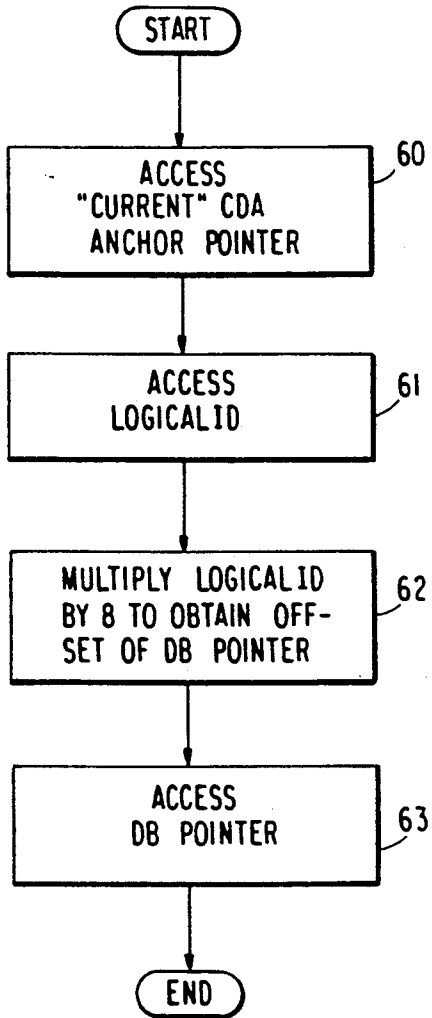 START
60
ACCESS
"CURRENT" CDA
ANCHOR POINTER
61
ACCESS
LOGICALID
62
MULTIPLY LOGICALID
BY 8 TO OBTAIN OFF-
SET OF DB POINTER
63
ACCESS
DB POINTER
END